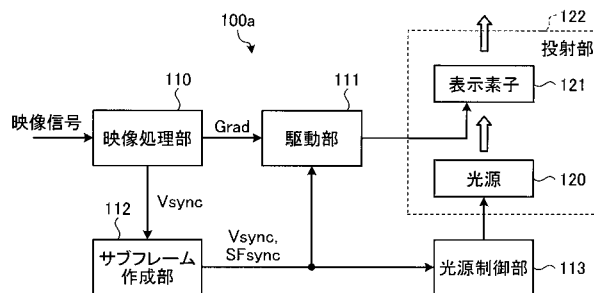 100a
122
投射部
表示素子
121
110
111
映像信号
映像処理部
Grad
駆動部
光源
120
Vsync
112
サブフレーム
作成部
Vsync,
SFsync
光源制御部
113